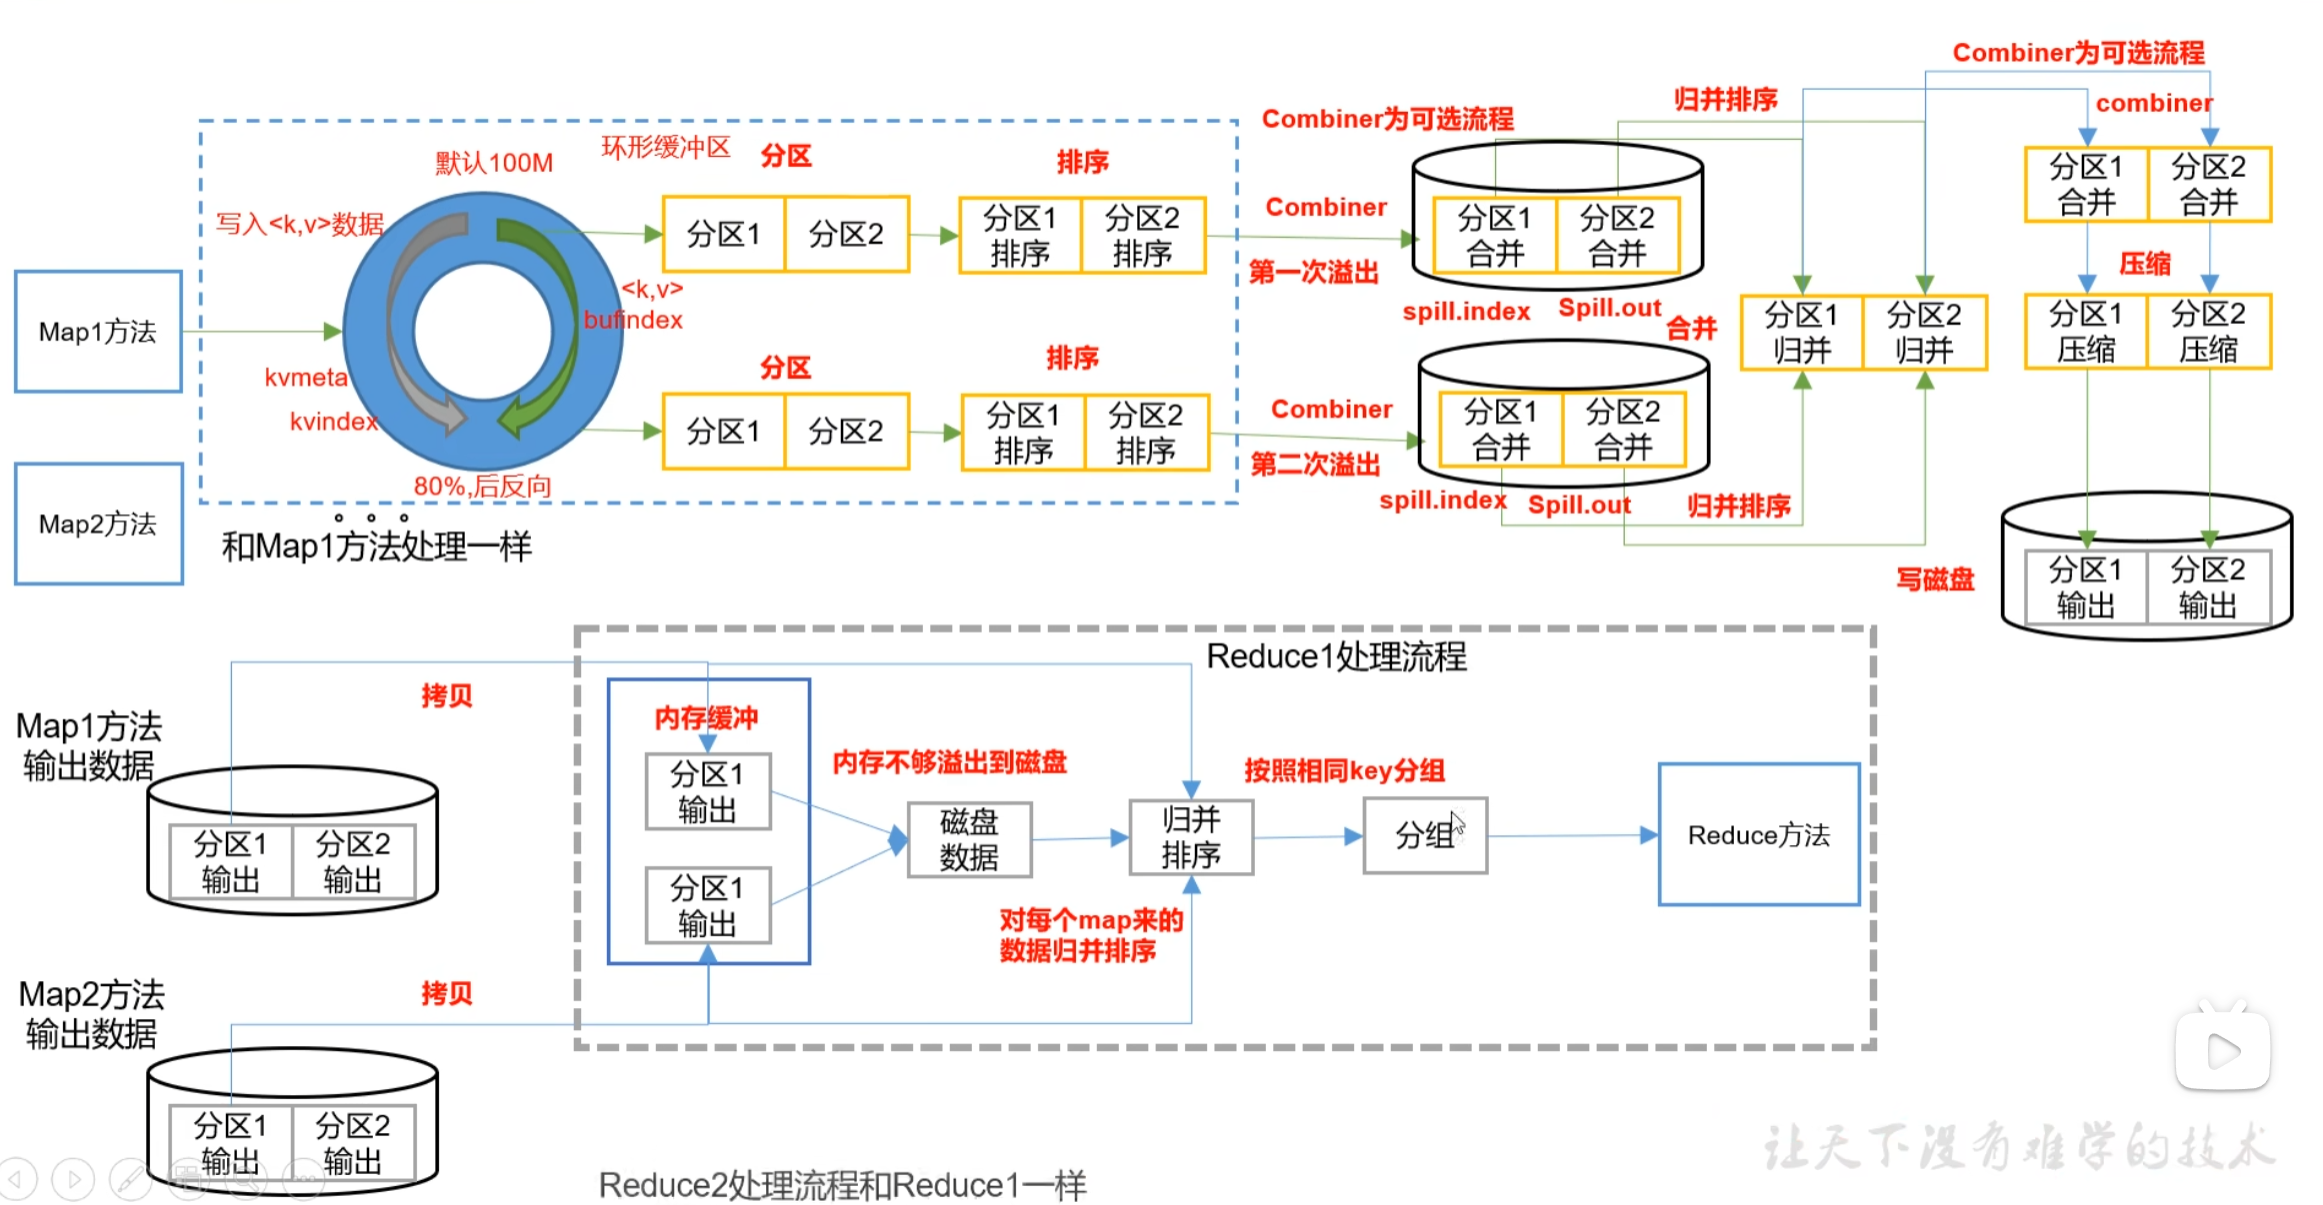 Combiner为可选流程
归并排序
combiner
Combiner为可选流程
默认100M
环形缓冲区
分区
排序
写入<k,v>数据
分区1
分区2
分区1
排序
分区2
排序
Combiner
第一次溢出
分区1
合并
分区2
合并
分区1
合并
分区2
合并
压缩
<k,v>
bufindex
spill.index
Spill.out
合并
分区1
归并
分区2
归并
分区1
压缩
分区2
压缩
Map1方法
kvmeta
kvindex
分区
排序
分区1
分区2
分区1
排序
分区2
排序
Combiner
第二次溢出
分区1
合并
分区2
合并
80%,后反向
spill.index
Spill.out
归并排序
Map2方法
。。。
和Map1方法处理一样
写磁盘
分区1
输出
分区2
输出
Reduce1处理流程
拷贝
Map1方法
输出数据
内存缓冲
分区1
输出
内存不够溢出到磁盘
按照相同key分组
磁盘
数据
归并
排序
分组
Reduce方法
分区1
输出
分区2
输出
分区1
输出
对每个map来的
数据归并排序
拷贝
Map2方法
输出数据
分区1
输出
分区2
输出
让天下没有难学的技术
Reduce2处理流程和Reduce1一样